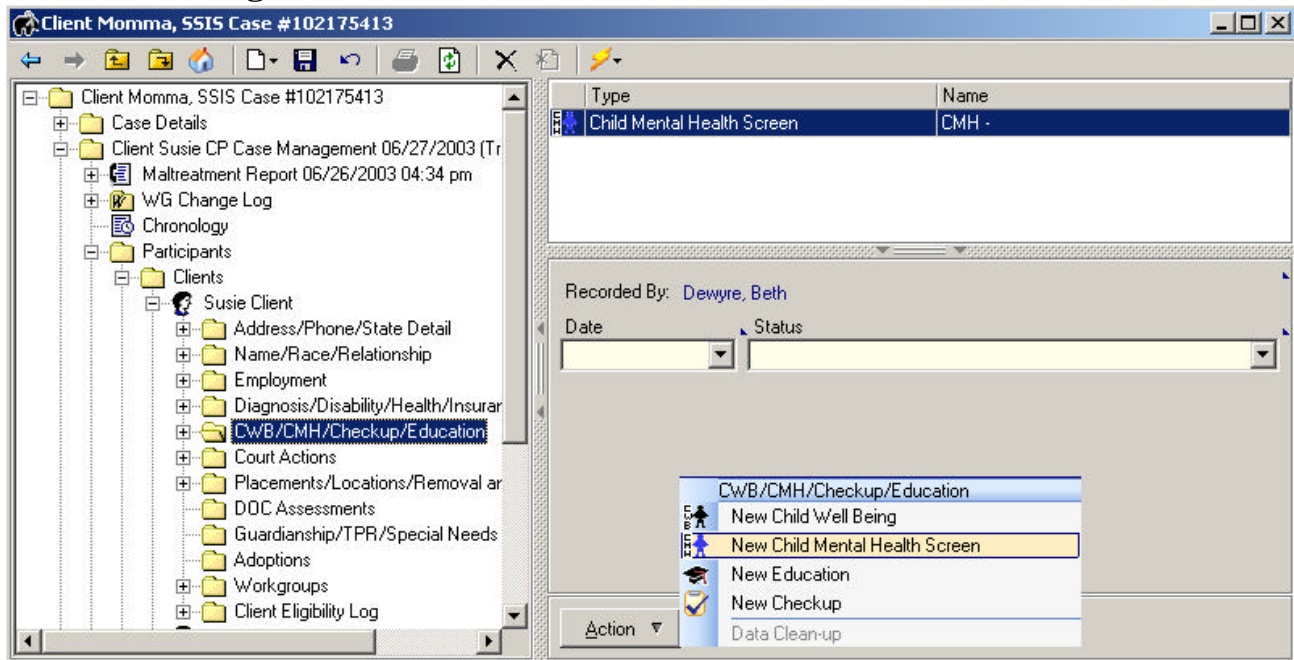 Client Momma, SSIS Case #102175413
Client Momma, SSIS Case #102175413
Case Details
Client Susie CP Case Management 06/27/2003 (Tr
Maltreatment Report 06/26/2003 04:34 pm
WG Change Log
Chronology
Participants
Clients
Susie Client
Address/Phone/State Detail
Name/Race/Relationship
Employment
Diagnosis/Disability/Health/Insurar
CWB/CMH/Checkup/Education
Court Actions
Placements/Locations/Removal ar
DOC Assessments
Guardianship/TPR/Special Needs
Adoptions
Workgroups
Client Eligibility Log
Type Name
Child Mental Health Screen CMH -
Recorded By: Dewyre, Beth
Date Status
CWB/CMH/Checkup/Education
New Child Well Being
New Child Mental Health Screen
New Education
New Checkup
Data Clean-up
Action